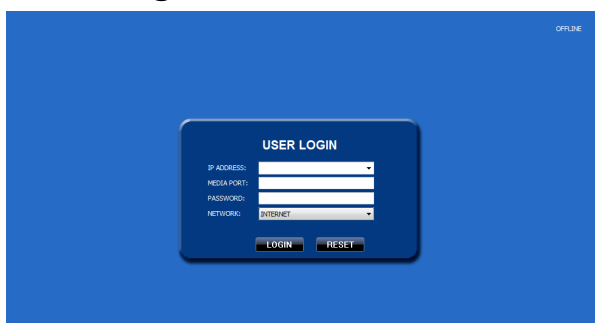 OFFLINE
USER LOGIN
IP ADDRESS:
MEDIA PORT:
PASSWORD:
NETWORK: INTERNET
LOGIN RESET